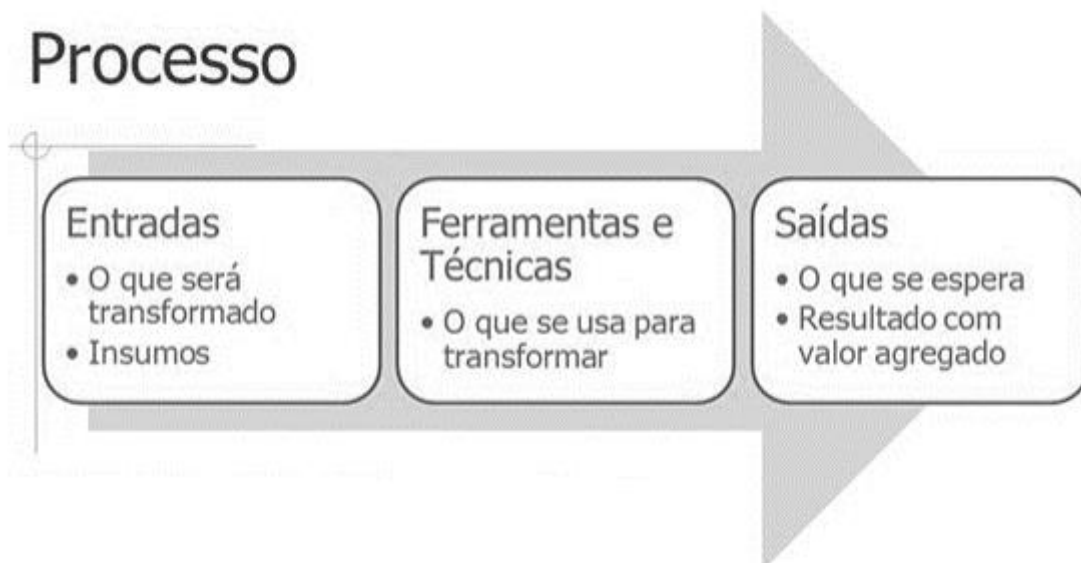 Processo
Entradas
• O que será
transformado
• Insumos
Ferramentas e
Técnicas
• O que se usa para
transformar
Saídas
• O que se espera
• Resultado com
valor agregado